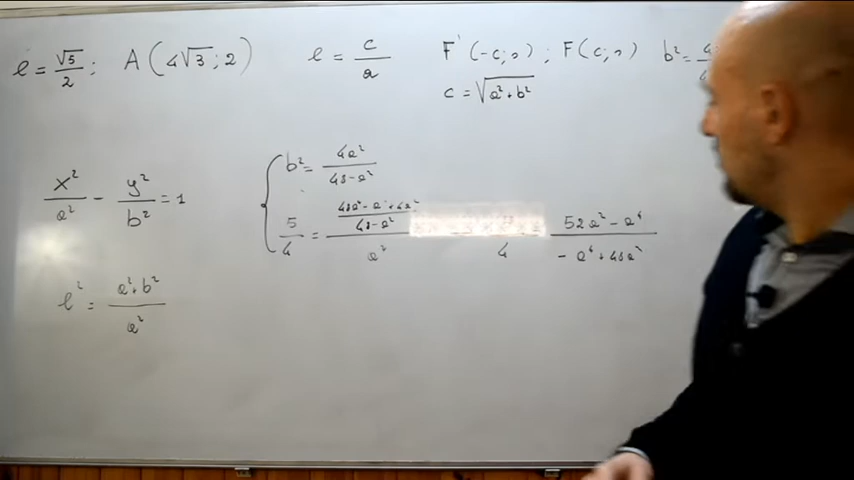 e = √5/2 ; A(4√3; 2) e = c/a F'(-c; 0) ; F(c; 0) b² =
c = √(a² + b²)
x²/a² - y²/b² = 1
{ b² = 4a²/(48 - a²)
5/4 = ((48a² - a⁴ + 4a²)/(48 - a²))/a²
4 (52a² - a⁴)/(-a⁴ + 48a²)
e² = (a² + b²)/a²